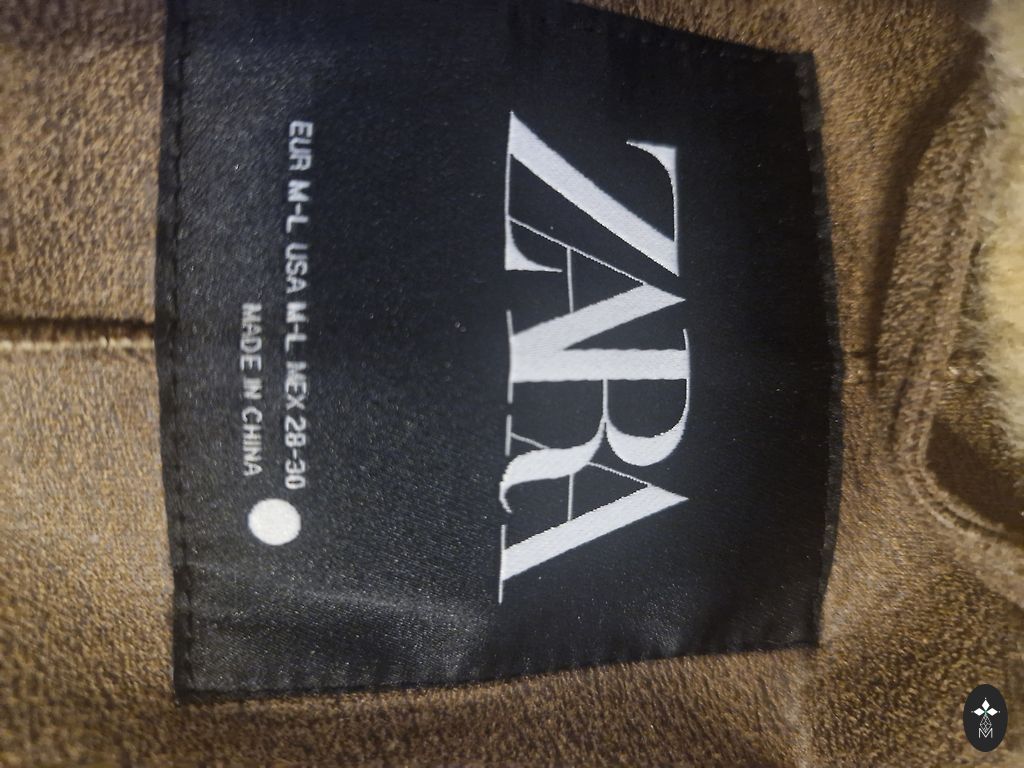 ZARA
EUR M-L USA M-L MEX 28-30
MADE IN CHINA
M